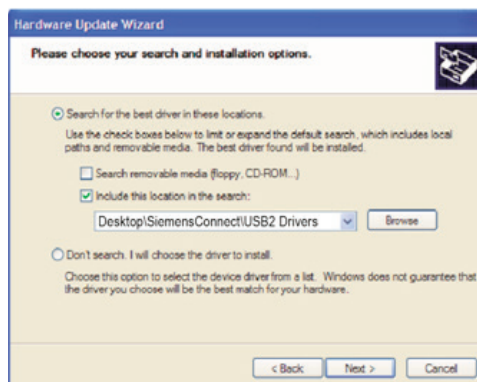 Hardware Update Wizard
Please choose your search and installation options.
Search for the best driver in these locations.
Use the check boxes below to limit or expand the default search, which includes local
paths and removable media. The best driver found will be installed.
Search removable media (floppy, CD-ROM...)
Include this location in the search:
Desktop\SiemensConnect\USB2 Drivers
Browse
Don't search. I will choose the driver to install.
Choose this option to select the device driver from a list. Windows does not guarantee that
the driver you choose will be the best match for your hardware.
< Back
Next >
Cancel